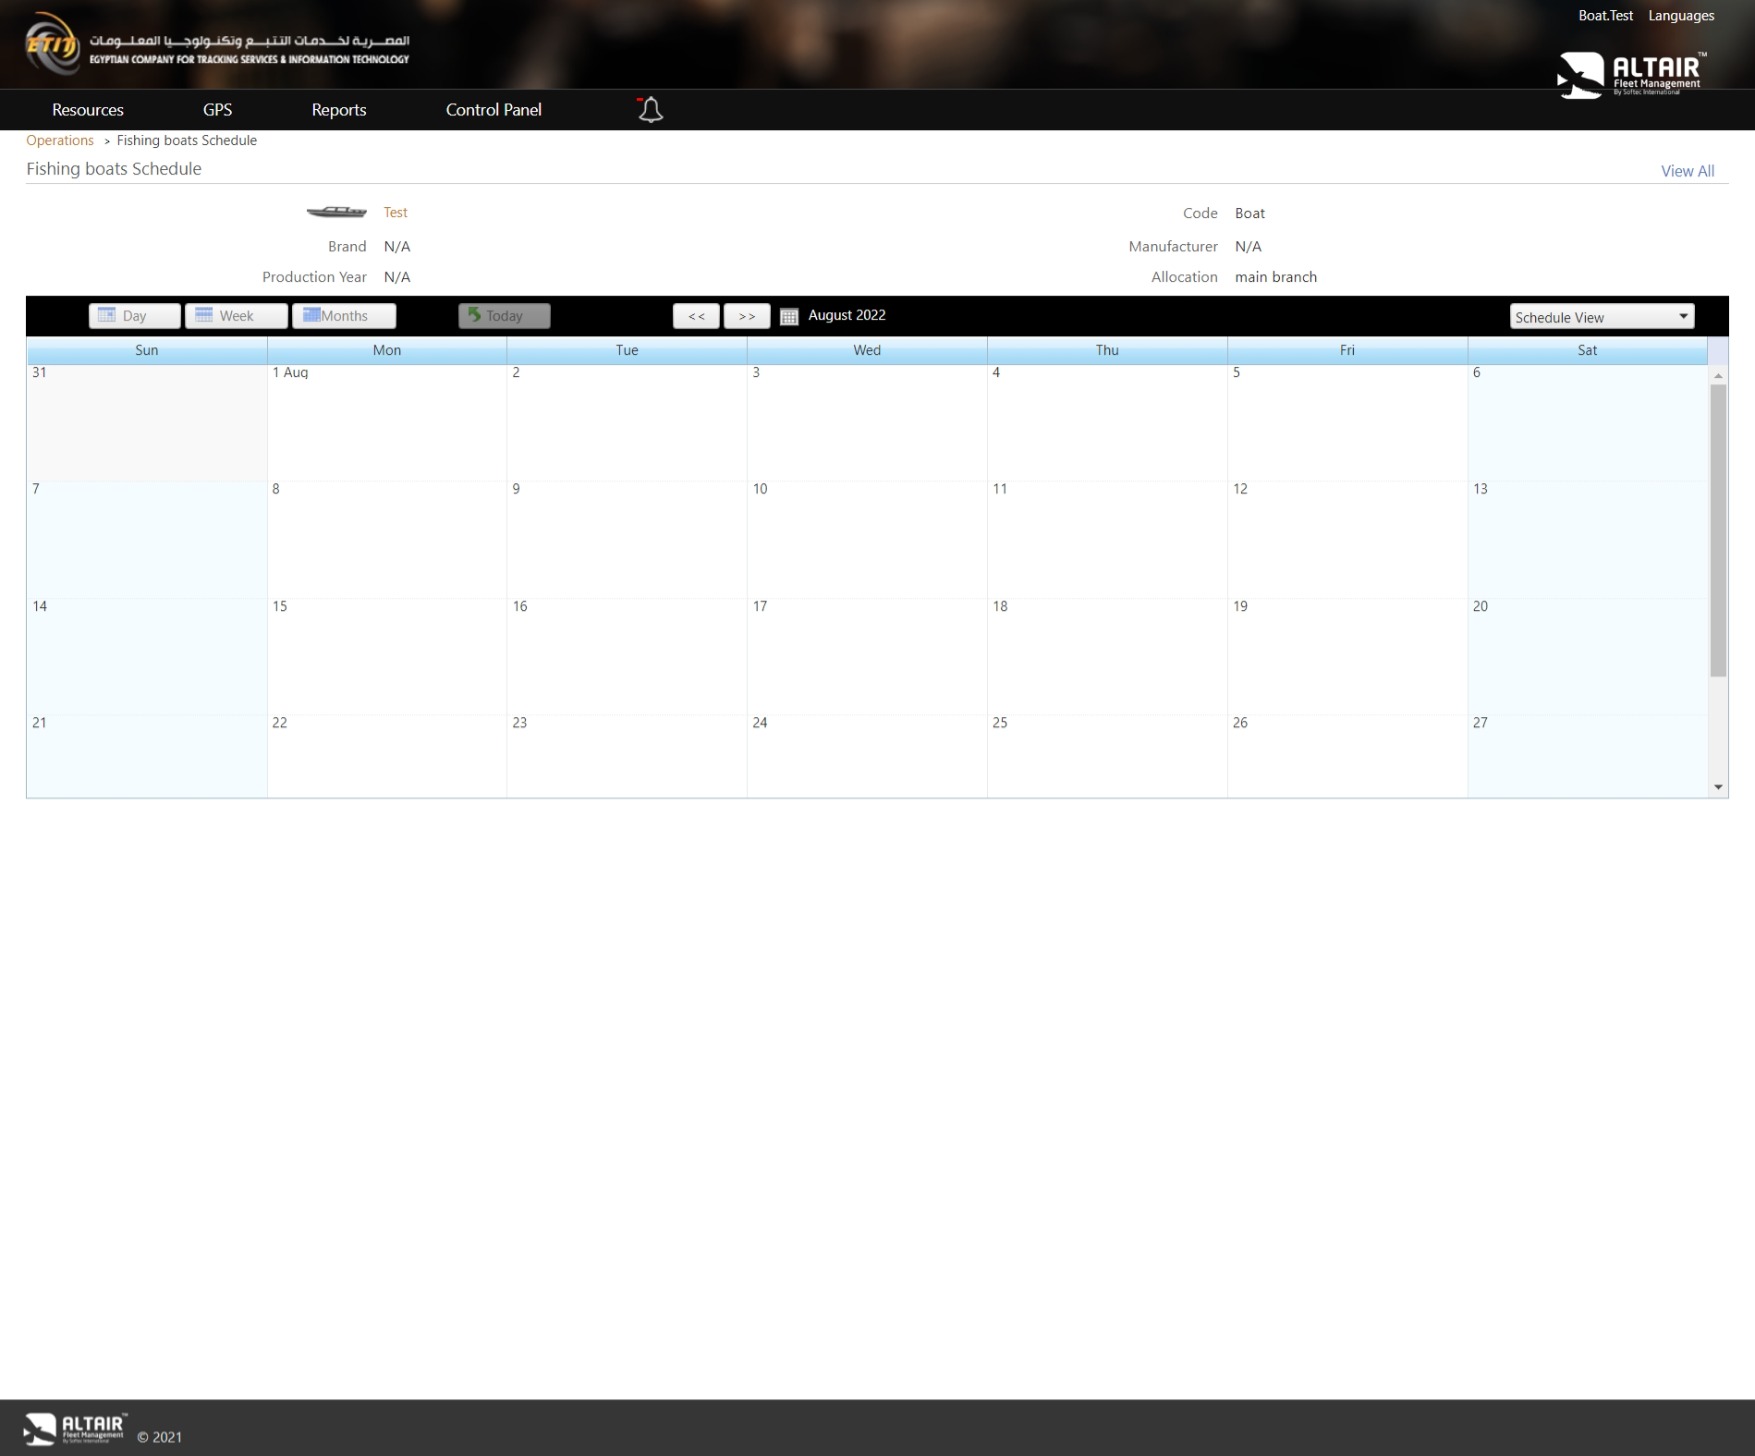 Boat.Test Languages
ETIT
المصرية لخدمات التتبع وتكنولوجيا المعلومات
EGYPTIAN COMPANY FOR TRACKING SERVICES & INFORMATION TECHNOLOGY
ALTAIR™
Fleet Management
By Softec International
Resources GPS Reports Control Panel
Operations > Fishing boats Schedule
Fishing boats Schedule View All
Test Code Boat
Brand N/A Manufacturer N/A
Production Year N/A Allocation main branch
Day Week Months Today << >> August 2022 Schedule View
Sun Mon Tue Wed Thu Fri Sat
31 1 Aug 2 3 4 5 6
7 8 9 10 11 12 13
14 15 16 17 18 19 20
21 22 23 24 25 26 27
ALTAIR™
Fleet Management
By Softec International
© 2021